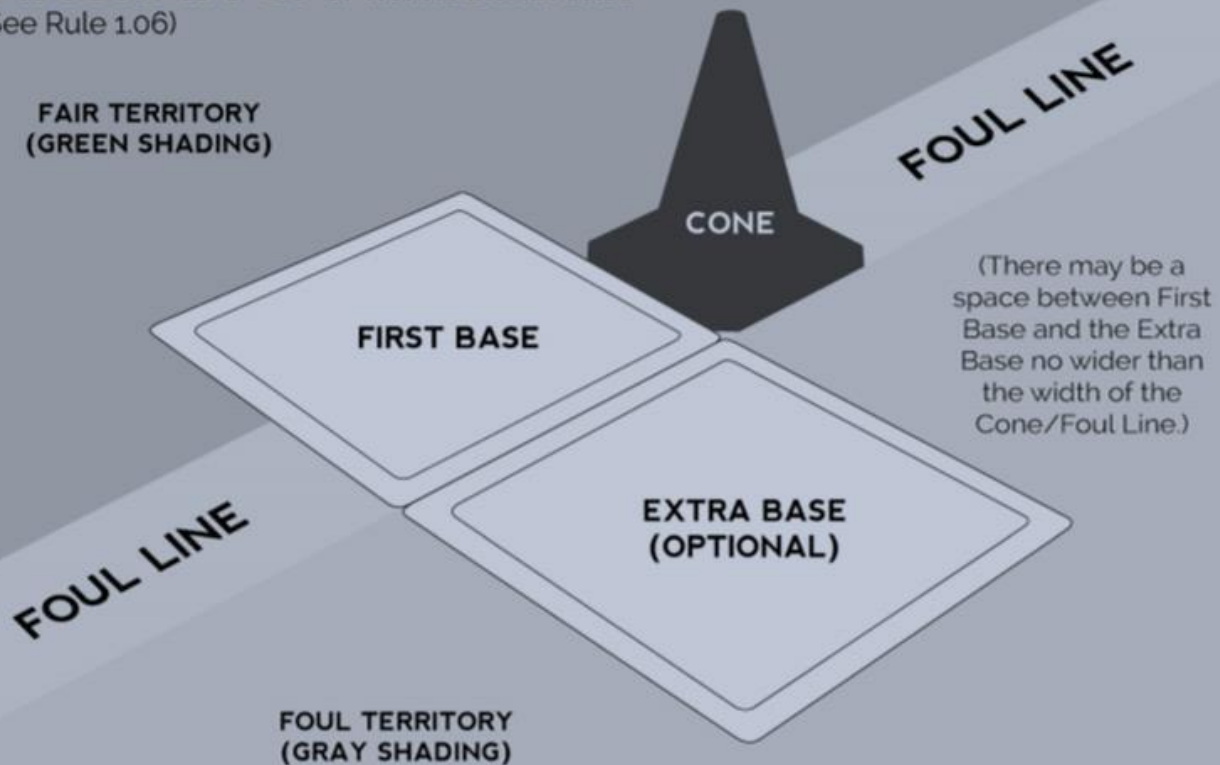 See Rule 1.06)
FAIR TERRITORY
(GREEN SHADING)
FOUL LINE
CONE
(There may be a
space between First
Base and the Extra
Base no wider than
the width of the
Cone/Foul Line.)
FIRST BASE
EXTRA BASE
(OPTIONAL)
FOUL LINE
FOUL TERRITORY
(GRAY SHADING)